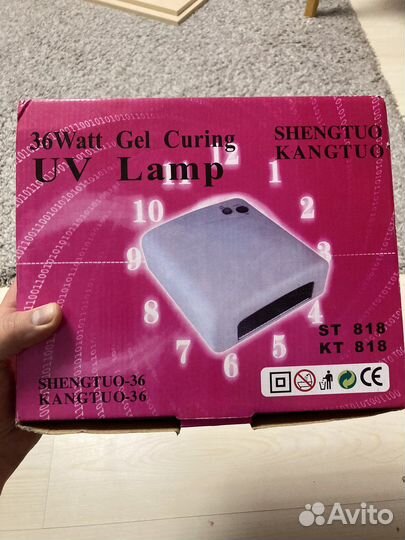 36Watt Gel Curing
UV Lamp
SHENGTUO
KANGTUO
12
1
2
3
4
5
6
7
8
9
10
11
ST 818
KT 818
SHENGTUO-36
KANGTUO-36
CE
Avito